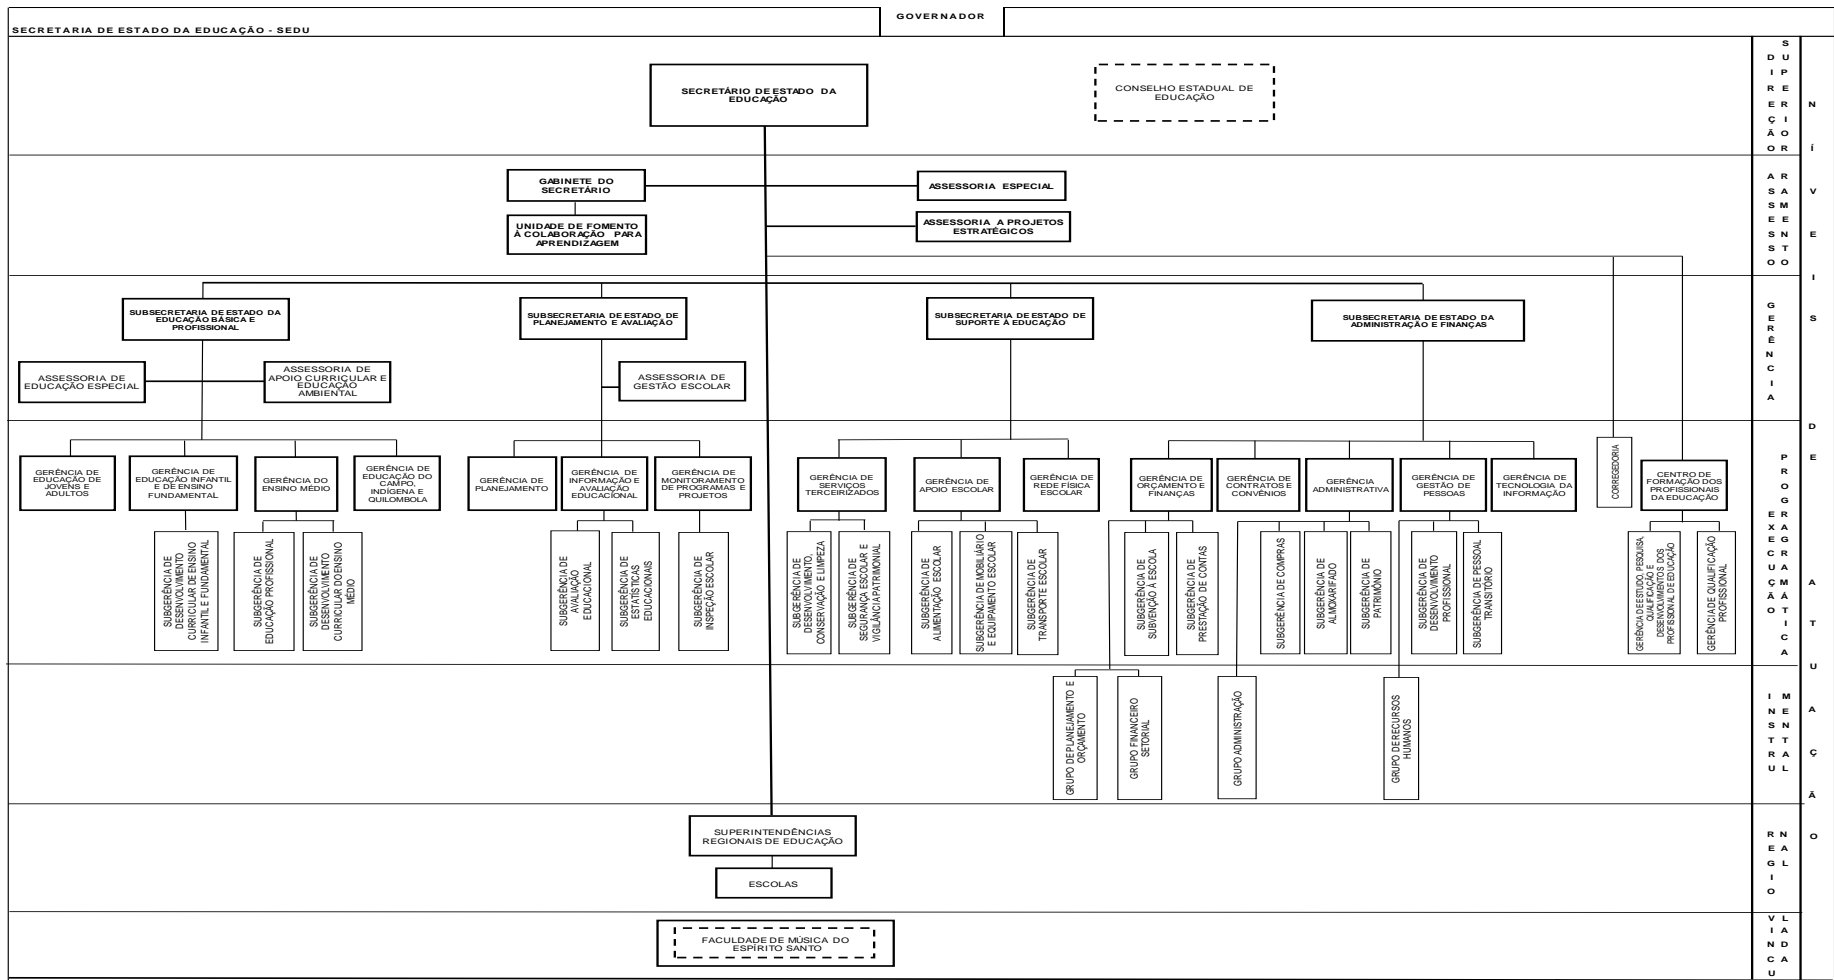 GOVERNADOR
SECRETARIA DE ESTADO DA EDUCAÇÃO - SEDU
SECRETÁRIO DE ESTADO DA
EDUCAÇÃO
CONSELHO ESTADUAL DE
EDUCAÇÃO
GABINETE DO
SECRETÁRIO
ASSESSORIA ESPECIAL
UNIDADE DE FOMENTO
À COLABORAÇÃO PARA
APRENDIZAGEM
ASSESSORIA A PROJETOS
ESTRATÉGICOS
SUBSECRETARIA DE ESTADO DA
EDUCAÇÃO BÁSICA E
PROFISSIONAL
SUBSECRETARIA DE ESTADO DE
PLANEJAMENTO E AVALIAÇÃO
SUBSECRETARIA DE ESTADO DE
SUPORTE À EDUCAÇÃO
SUBSECRETARIA DE ESTADO DA
ADMINISTRAÇÃO E FINANÇAS
ASSESSORIA DE
EDUCAÇÃO ESPECIAL
ASSESSORIA DE
APOIO CURRICULAR E
EDUCAÇÃO
AMBIENTAL
ASSESSORIA DE
GESTÃO ESCOLAR
GERÊNCIA DE
EDUCAÇÃO DE
JOVENS E
ADULTOS
GERÊNCIA DE
EDUCAÇÃO INFANTIL
E DE ENSINO
FUNDAMENTAL
GERÊNCIA DO
ENSINO MÉDIO
GERÊNCIA DE
EDUCAÇÃO DO
CAMPO,
INDÍGENA E
QUILOMBOLA
GERÊNCIA DE
PLANEJAMENTO
GERÊNCIA DE
INFORMAÇÃO E
AVALIAÇÃO
EDUCACIONAL
GERÊNCIA DE
MONITORAMENTO
DE PROGRAMAS E
PROJETOS
GERÊNCIA DE
SERVIÇOS
TERCEIRIZADOS
GERÊNCIA DE
APOIO ESCOLAR
GERÊNCIA DE
REDE FÍSICA
ESCOLAR
GERÊNCIA DE
ORÇAMENTO E
FINANÇAS
GERÊNCIA DE
CONTRATOS E
CONVÊNIOS
GERÊNCIA
ADMINISTRATIVA
GERÊNCIA DE
GESTÃO DE
PESSOAS
GERÊNCIA DE
TECNOLOGIA DA
INFORMAÇÃO
CORREGEDORIA
CENTRO DE
FORMAÇÃO DOS
PROFISSIONAIS
DA EDUCAÇÃO
SUBGERÊNCIA DE
DESENVOLVIMENTO
CURRICULAR DE ENSINO
INFANTIL E FUNDAMENTAL
SUBGERÊNCIA DE
EDUCAÇÃO PROFISSIONAL
SUBGERÊNCIA DE
DESENVOLVIMENTO
CURRICULAR DO ENSINO
MÉDIO
SUBGERÊNCIA DE
AVALIAÇÃO
EDUCACIONAL
SUBGERÊNCIA DE
ESTATÍSTICAS
EDUCACIONAIS
SUBGERÊNCIA DE
INSPEÇÃO ESCOLAR
SUBGERÊNCIA DE
DESENVOLVIMENTO,
CONSERVAÇÃO E LIMPEZA
SUBGERÊNCIA DE
SEGURANÇA ESCOLAR E
VIGILÂNCIA PATRIMONIAL
SUBGERÊNCIA DE
ALIMENTAÇÃO ESCOLAR
SUBGERÊNCIA DE MOBILIÁRIO
E EQUIPAMENTO ESCOLAR
SUBGERÊNCIA DE
TRANSPORTE ESCOLAR
SUBGERÊNCIA DE
SUBVENÇÃO À ESCOLA
SUBGERÊNCIA DE
PRESTAÇÃO DE CONTAS
SUBGERÊNCIA DE COMPRAS
SUBGERÊNCIA DE
ALMOXARIFADO
SUBGERÊNCIA DE
PATRIMÔNIO
SUBGERÊNCIA DE
DESENVOLVIMENTO
PROFISSIONAL
SUBGERÊNCIA DE PESSOAL
TRANSITÓRIO
GERÊNCIA DE ESTUDO, PESQUISA,
QUALIFICAÇÃO E
DESENVOLVIMENTOS DOS
PROFISSIONAL DE EDUCAÇÃO
GERÊNCIA DE QUALIFICAÇÃO
PROFISSIONAL
GRUPO DE PLANEJAMENTO E
ORÇAMENTO
GRUPO FINANCEIRO
SETORIAL
GRUPO ADMINISTRAÇÃO
GRUPO DE RECURSOS
HUMANOS
SUPERINTENDÊNCIAS
REGIONAIS DE EDUCAÇÃO
ESCOLAS
FACULDADE DE MÚSICA DO
ESPÍRITO SANTO
DIREÇÃO
SUPERIOR
ASSESSO
RAMENTO
GERÊNCIA
EXECUÇÃO
PROGRAGRAMÁTICA
INSTRU
MENTAL
REGIO
NAL
VINCU
LADA
NÍVEIS DE ATUAÇÃO